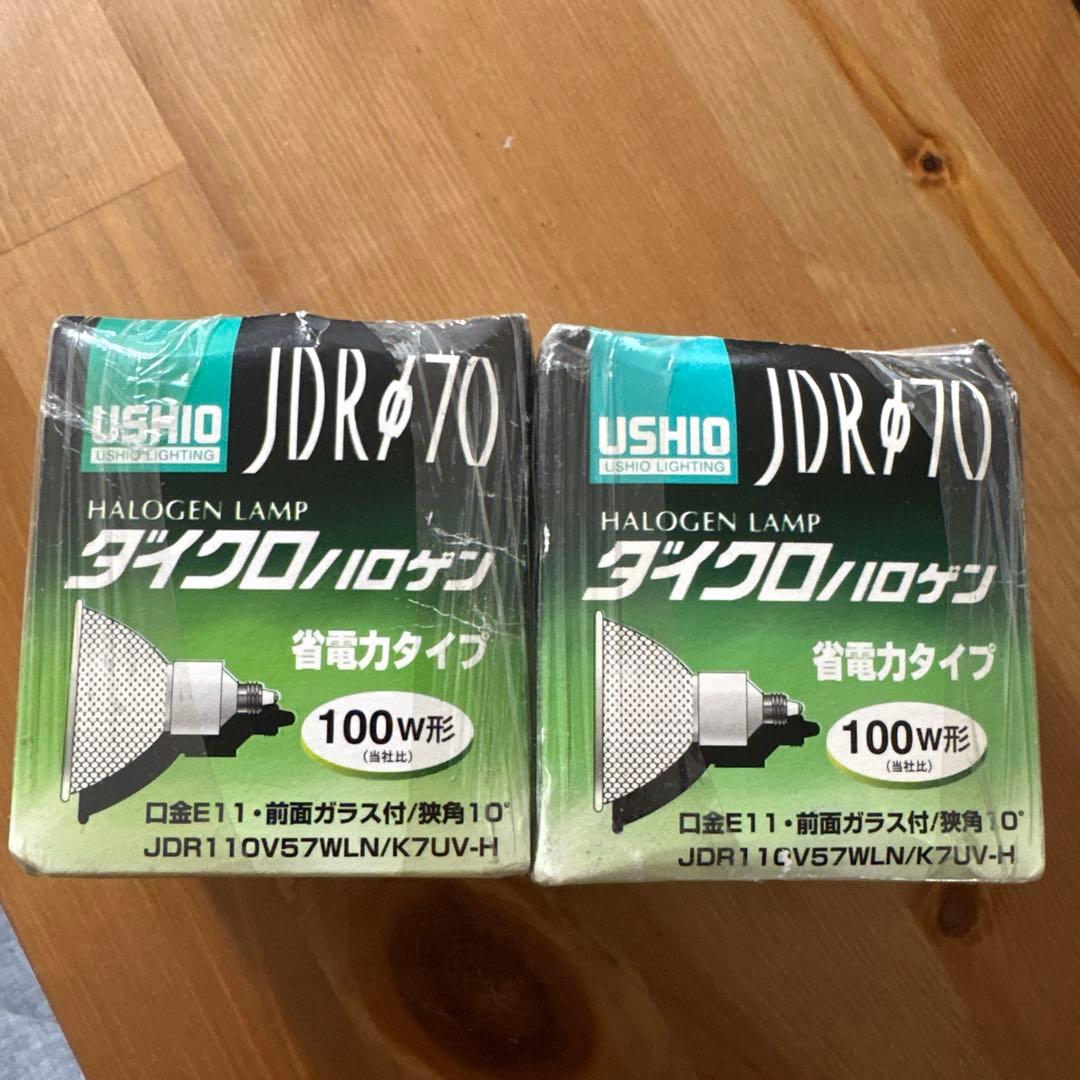 USHIO
USHIO LIGHTING
JDRφ70
HALOGEN LAMP
ダイクロハロゲン
省電力タイプ
100W形
(当社比)
口金E11・前面ガラス付/狭角10°
JDR110V57WLN/K7UV-H
USHIO
USHIO LIGHTING
JDRφ70
HALOGEN LAMP
ダイクロハロゲン
省電力タイプ
100W形
(当社比)
口金E11・前面ガラス付/狭角10°
JDR110V57WLN/K7UV-H